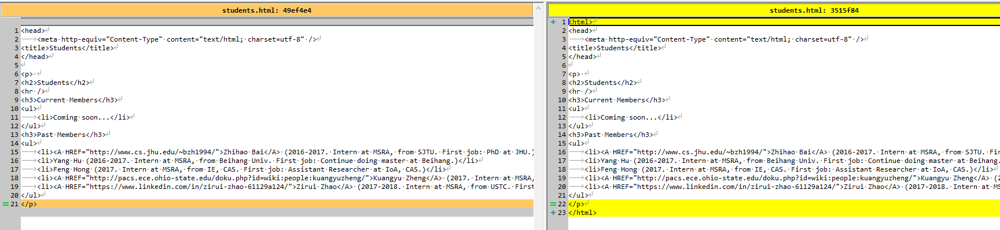 students.html: 49ef4e4
1 <head>
2 <meta http-equiv="Content-Type" content="text/html; charset=utf-8" />
3 <title>Students</title>
4 </head>
5
6 <p>
7 <h2>Students</h2>
8 <hr />
9 <h3>Current Members</h3>
10 <ul>
11 <li>Coming soon...</li>
12 </ul>
13 <h3>Past Members</h3>
14 <ul>
15 <li><A HREF="http://www.cs.jhu.edu/~bzh1994/">Zhihao Bai</A> (2016-2017. Intern at MSRA, from SJTU. First job: PhD at JHU.)
16 <li>Yang Hu (2016-2017. Intern at MSRA, from Beihang Univ. First job: Continue doing master at Beihang.)</li>
17 <li>Feng Hong (2017. Intern at MSRA, from IE, CAS. First job: Assistant Researcher at IoA, CAS.)</li>
18 <li><A HREF="http://pacs.ece.ohio-state.edu/doku.php?id=wiki:people:kuangyuzheng/">Kuangyu Zheng</A> (2017. Intern at MSRA,
19 <li><A HREF="https://www.linkedin.com/in/zirui-zhao-61129a124/">Zirui Zhao</A> (2017-2018. Intern at MSRA, from USTC. First
20 </ul>
21 </p>
students.html: 3515f84
1 <html>
2 <head>
3 <meta http-equiv="Content-Type" content="text/html; charset=utf-8" />
4 <title>Students</title>
5 </head>
6
7 <p>
8 <h2>Students</h2>
9 <hr />
10 <h3>Current Members</h3>
11 <ul>
12 <li>Coming soon...</li>
13 </ul>
14 <h3>Past Members</h3>
15 <ul>
16 <li><A HREF="http://www.cs.jhu.edu/~bzh1994/">Zhihao Bai</A> (2016-2017. Intern at MSRA, from SJTU. Fir
17 <li>Yang Hu (2016-2017. Intern at MSRA, from Beihang Univ. First job: Continue doing master at Beihang.
18 <li>Feng Hong (2017. Intern at MSRA, from IE, CAS. First job: Assistant Researcher at IoA, CAS.)</li>
19 <li><A HREF="http://pacs.ece.ohio-state.edu/doku.php?id=wiki:people:kuangyuzheng/">Kuangyu Zheng</A> (2
20 <li><A HREF="https://www.linkedin.com/in/zirui-zhao-61129a124/">Zirui Zhao</A> (2017-2018. Intern at MS
21 </ul>
22 </p>
23 </html>